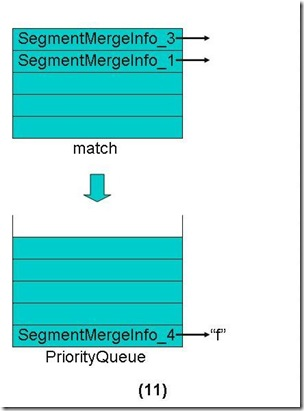 SegmentMergeInfo_3
SegmentMergeInfo_1
match
SegmentMergeInfo_4 "f"
PriorityQueue
(11)